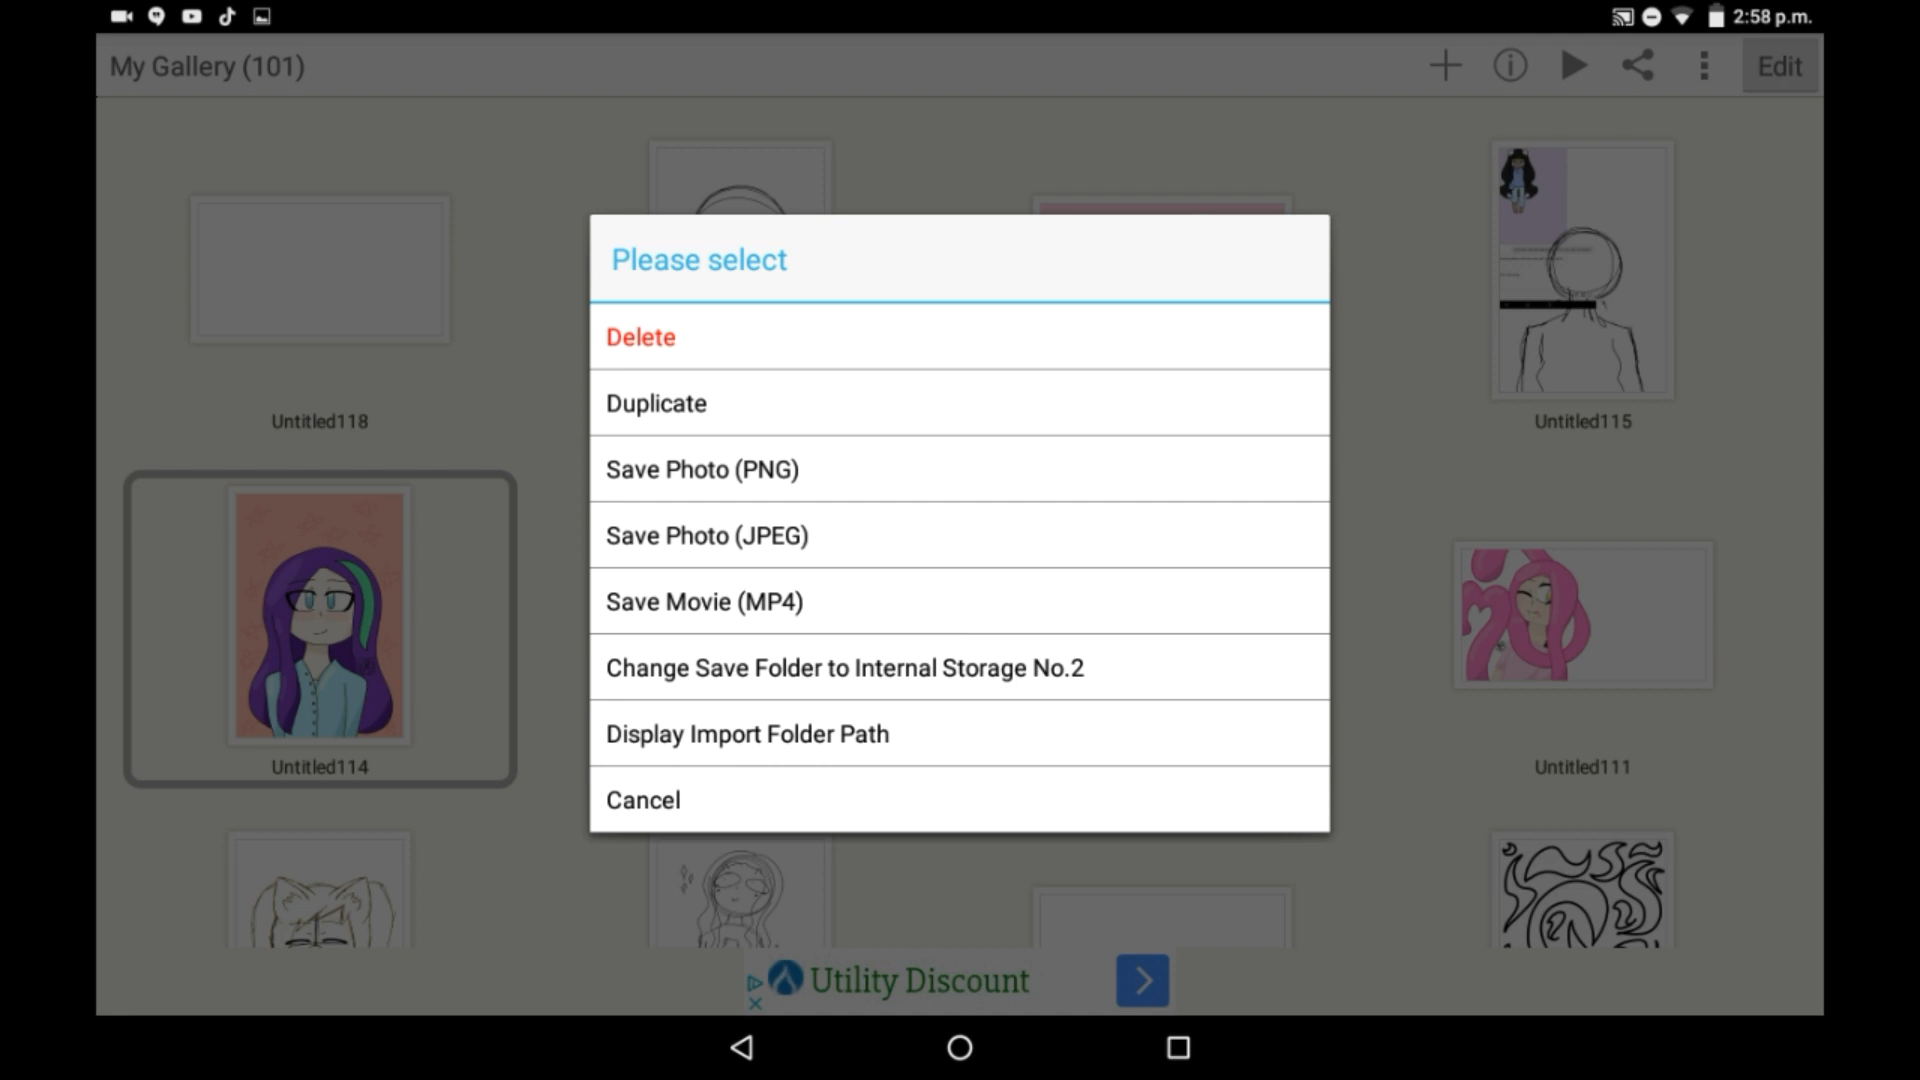 2:58 p.m.
My Gallery (101)
Edit
Please select
Delete
Duplicate
Save Photo (PNG)
Save Photo (JPEG)
Save Movie (MP4)
Change Save Folder to Internal Storage No.2
Display Import Folder Path
Cancel
Untitled118
Untitled115
Untitled114
Untitled111
Utility Discount